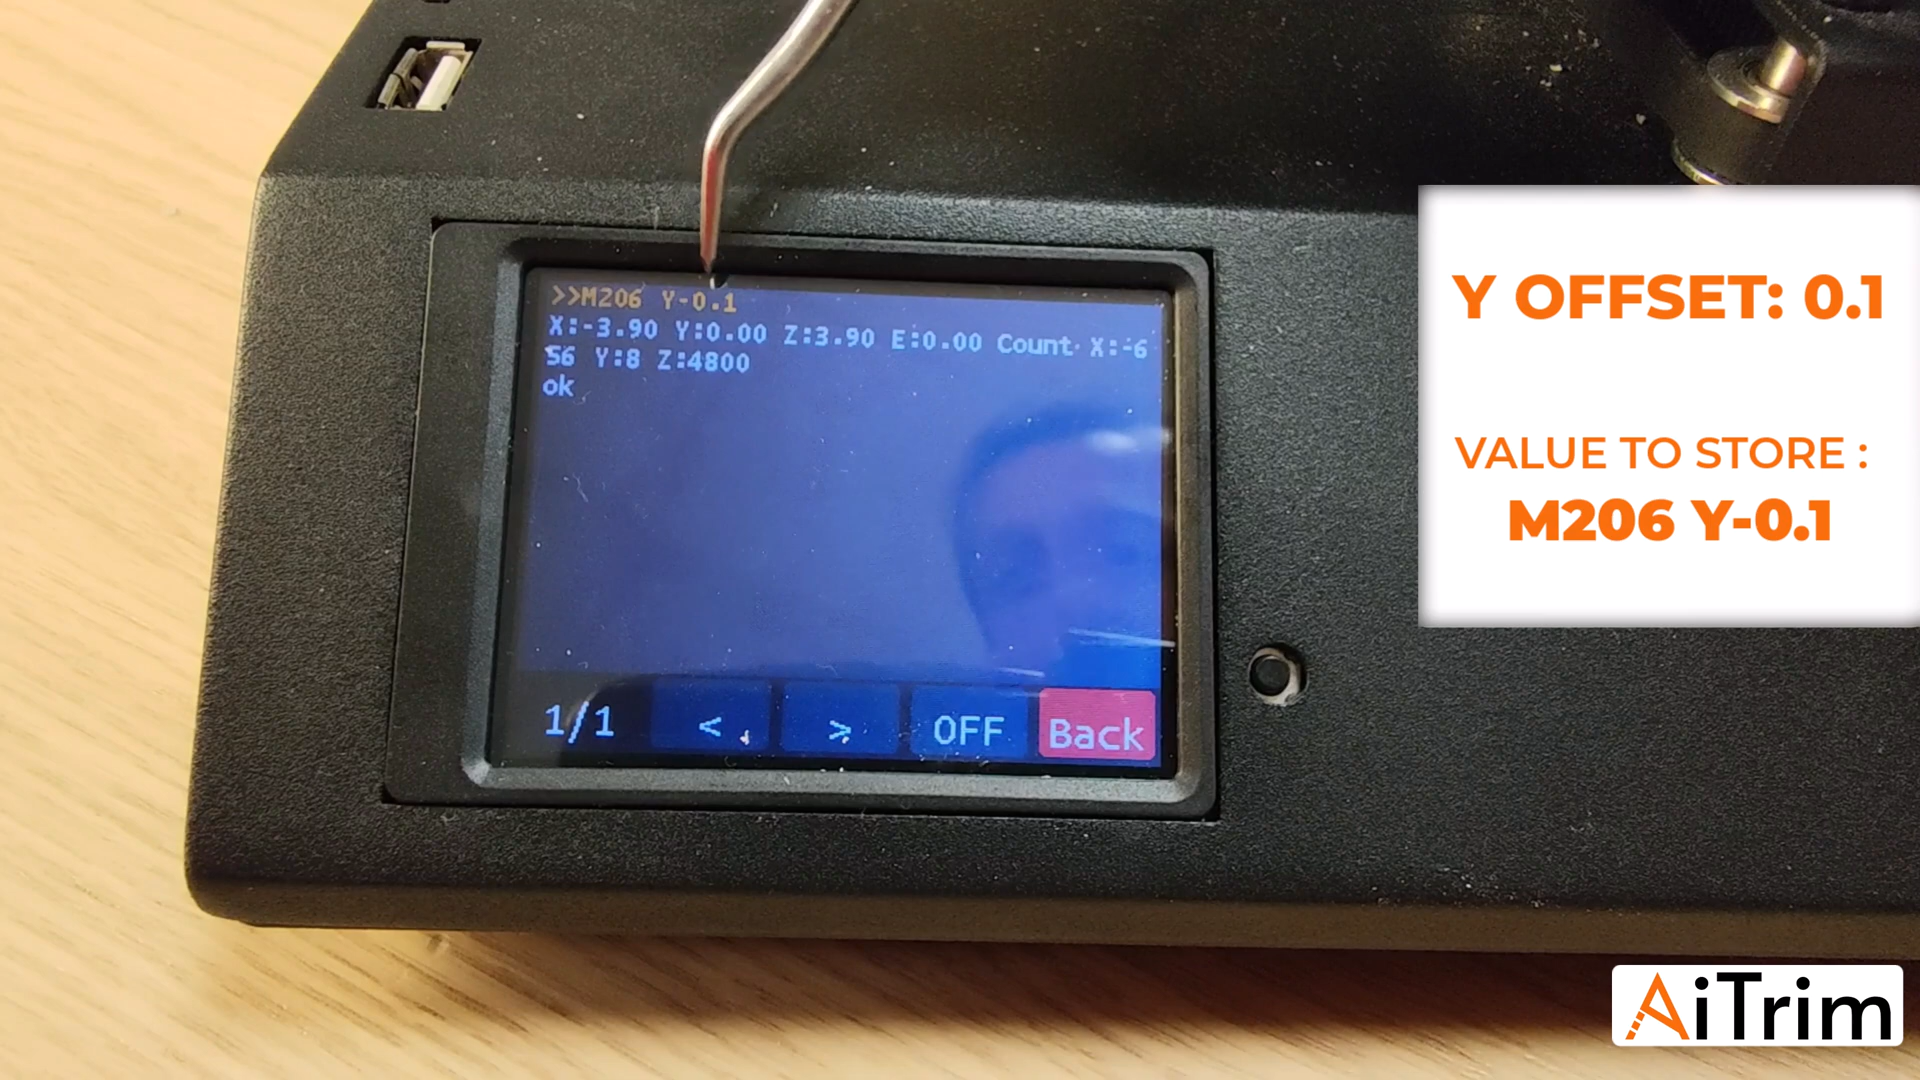 >>M206 Y-0.1
X:-3.90 Y:0.00 Z:3.90 E:0.00 Count X:-6
56 Y:8 Z:4800
ok
1/1 < > OFF Back
Y OFFSET: 0.1
VALUE TO STORE :
M206 Y-0.1
AiTrim